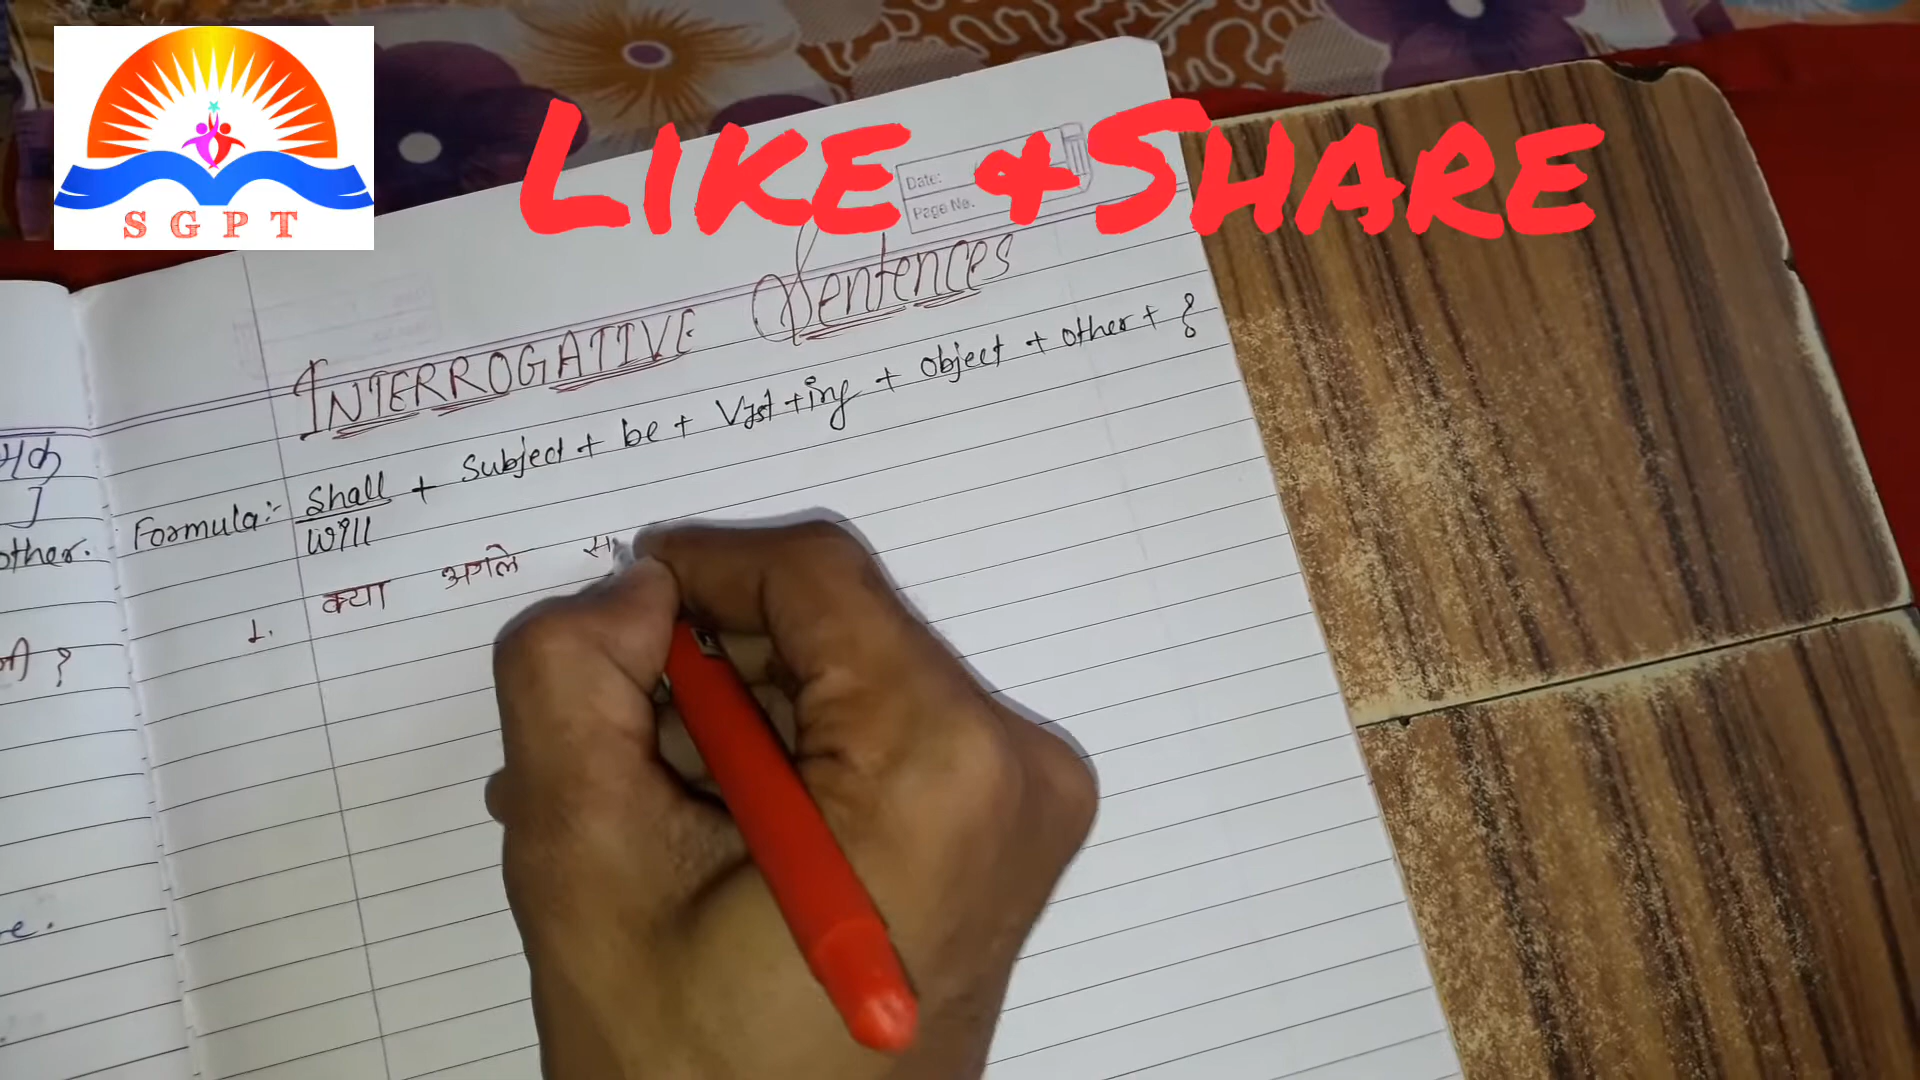 SGPT
LIKE & SHARE
Date:
Page No.
INTERROGATIVE Sentences
Formula:- Shall + Subject + be + V1st + ing + object + other + ?
Will
1. क्या अगले
other.
?